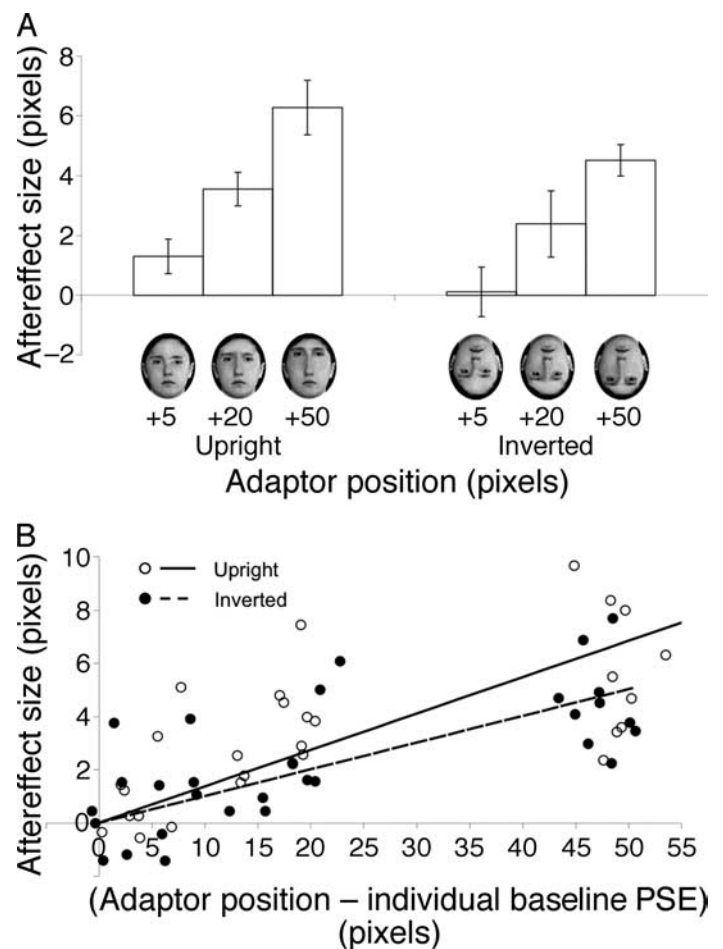 A
Aftereffect size (pixels)
8
6
4
2
0
−2
+5 +20 +50 +5 +20 +50
Upright Inverted
Adaptor position (pixels)
B
Aftereffect size (pixels)
10
8
6
4
2
0
Upright
Inverted
0 5 10 15 20 25 30 35 40 45 50 55
(Adaptor position – individual baseline PSE)
(pixels)